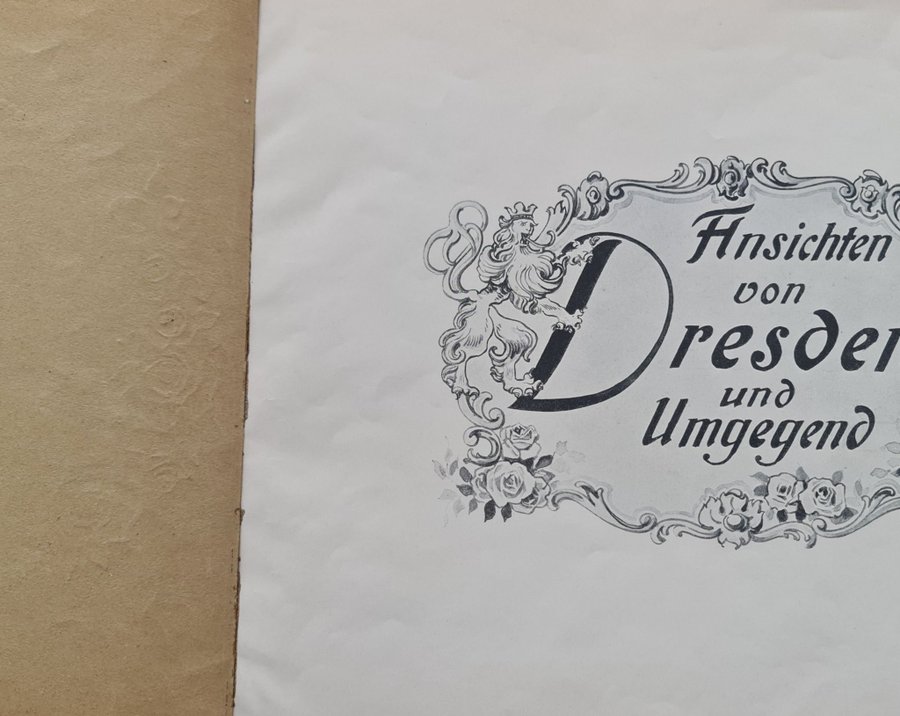 Ansichten
von
Dresden
und
Umgegend